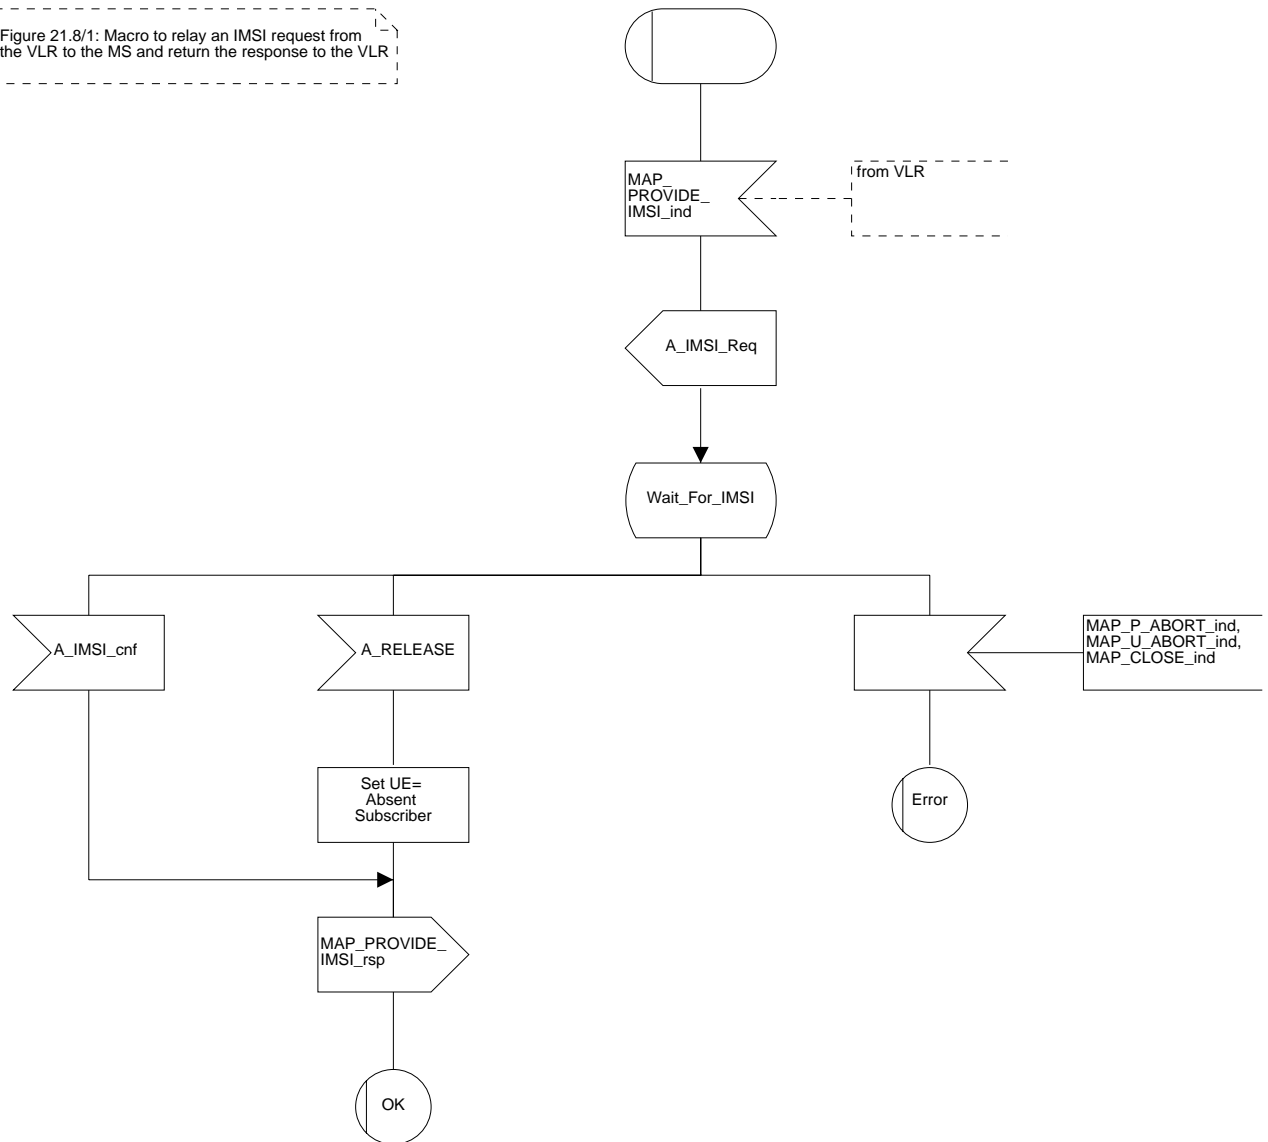 Figure 21.8/1: Macro to relay an IMSI request from
the VLR to the MS and return the response to the VLR
MAP_
PROVIDE_
IMSI_ind
from VLR
A_IMSI_Req
Wait_For_IMSI
A_IMSI_cnf
A_RELEASE
MAP_P_ABORT_ind,
MAP_U_ABORT_ind,
MAP_CLOSE_ind
Set UE=
Absent
Subscriber
Error
MAP_PROVIDE_
IMSI_rsp
OK